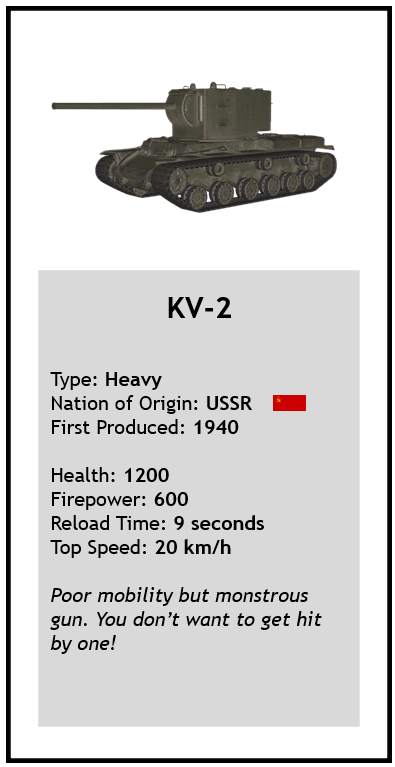 KV-2
Type: Heavy
Nation of Origin: USSR
First Produced: 1940
Health: 1200
Firepower: 600
Reload Time: 9 seconds
Top Speed: 20 km/h
Poor mobility but monstrous
gun. You don’t want to get hit
by one!